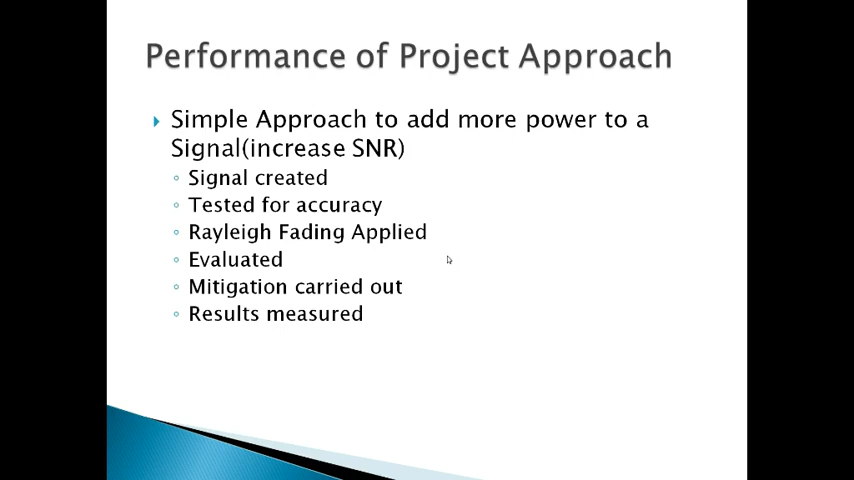 Performance of Project Approach
Simple Approach to add more power to a
Signal(increase SNR)
Signal created
Tested for accuracy
Rayleigh Fading Applied
Evaluated
Mitigation carried out
Results measured